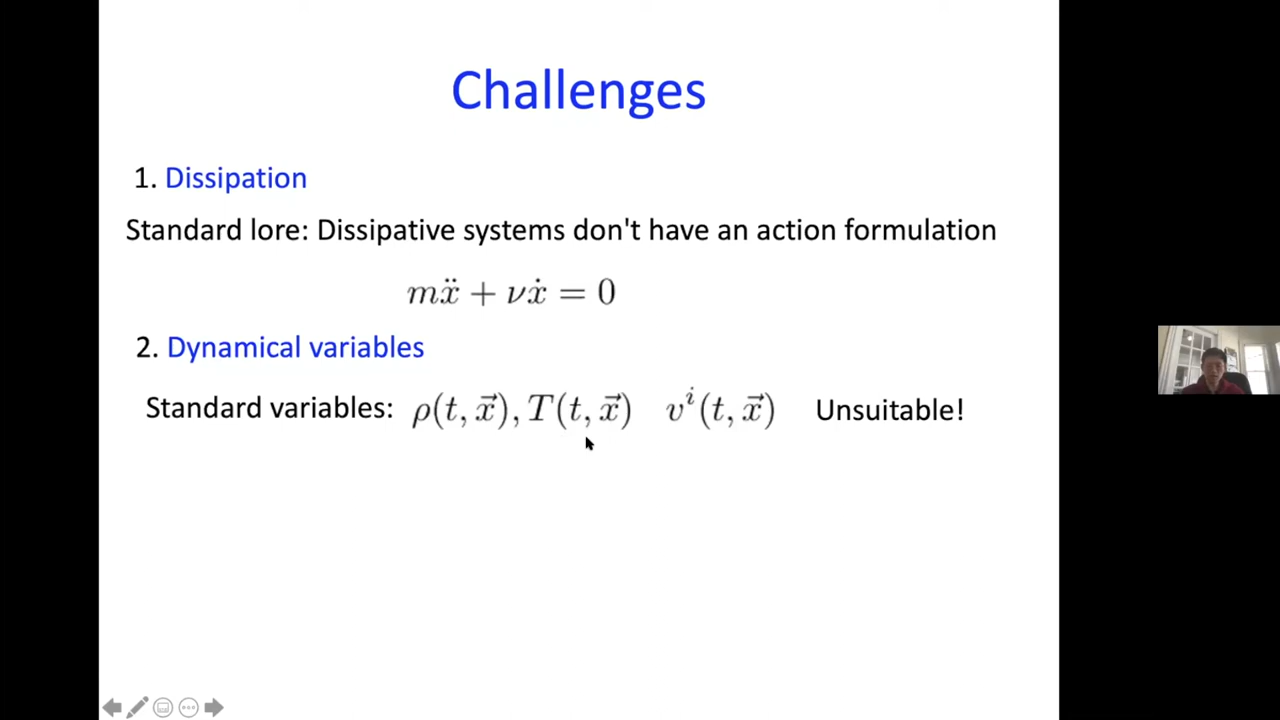 Challenges
1. Dissipation
Standard lore: Dissipative systems don't have an action formulation
mẍ + νẋ = 0
2. Dynamical variables
Standard variables: ρ(t, x⃗), T(t, x⃗) vⁱ(t, x⃗) Unsuitable!